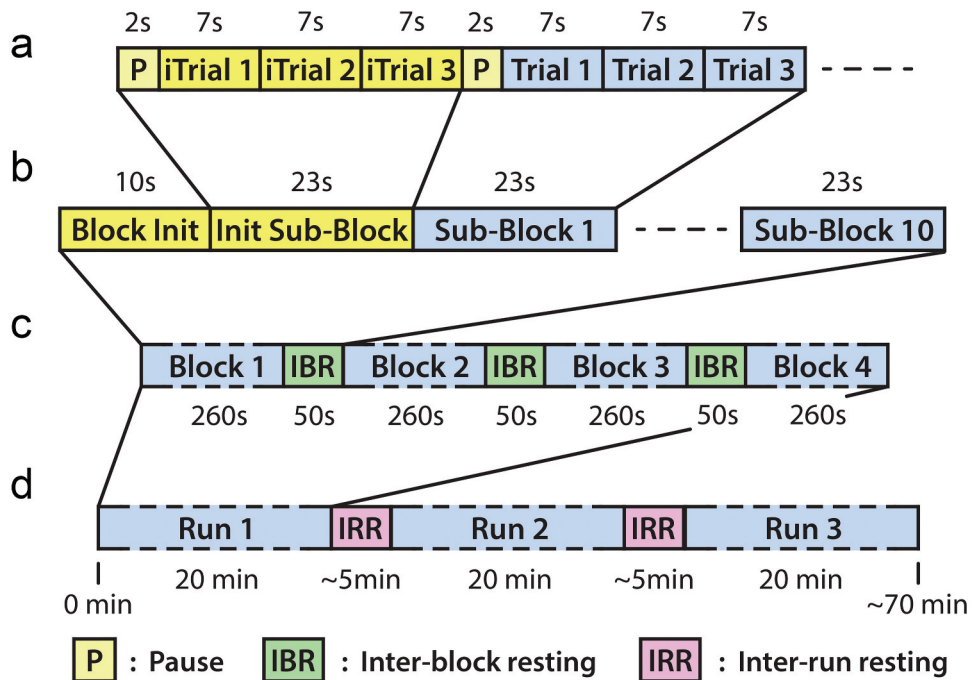 a
2s 7s 7s 7s 2s 7s 7s 7s
P iTrial 1 iTrial 2 iTrial 3 P Trial 1 Trial 2 Trial 3
b
10s 23s 23s 23s
Block Init Init Sub-Block Sub-Block 1 Sub-Block 10
c
Block 1 IBR Block 2 IBR Block 3 IBR Block 4
260s 50s 260s 50s 260s 50s 260s
d
Run 1 IRR Run 2 IRR Run 3
20 min ~5min 20 min ~5min 20 min
0 min ~70 min
P : Pause IBR : Inter-block resting IRR : Inter-run resting